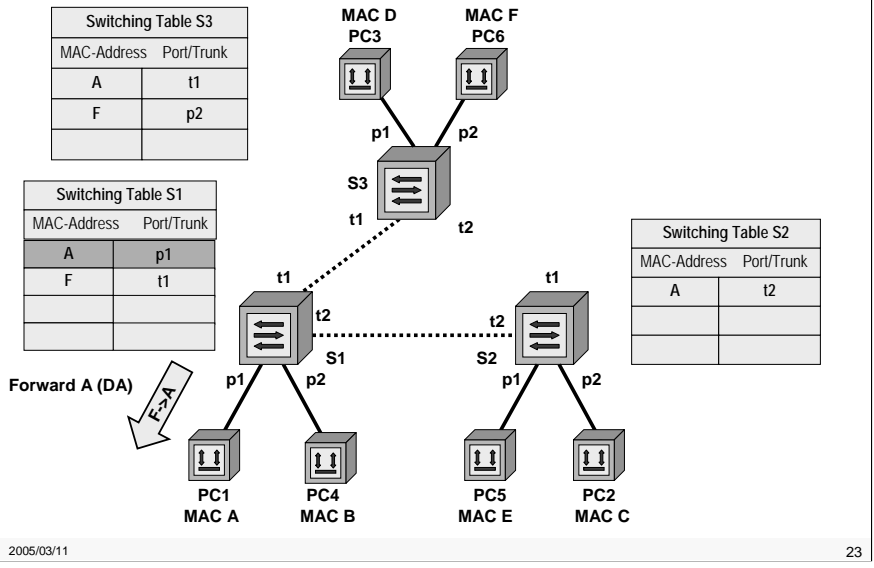 Switching Table S3
MAC-Address Port/Trunk
A t1
F p2
MAC D
PC3
MAC F
PC6
p1
p2
S3
t1
t2
Switching Table S1
MAC-Address Port/Trunk
A p1
F t1
Switching Table S2
MAC-Address Port/Trunk
A t2
t1
t2
S1
p1
p2
t1
t2
S2
p1
p2
Forward A (DA)
F->A
PC1
MAC A
PC4
MAC B
PC5
MAC E
PC2
MAC C
2005/03/11
23